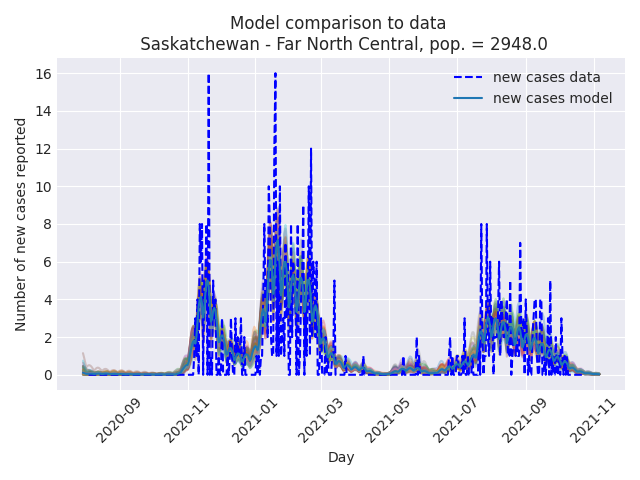 Model comparison to data
Saskatchewan - Far North Central, pop. = 2948.0
new cases data
new cases model
Number of new cases reported
16
14
12
10
8
6
4
2
0
2020-09
2020-11
2021-01
2021-03
2021-05
2021-07
2021-09
2021-11
Day